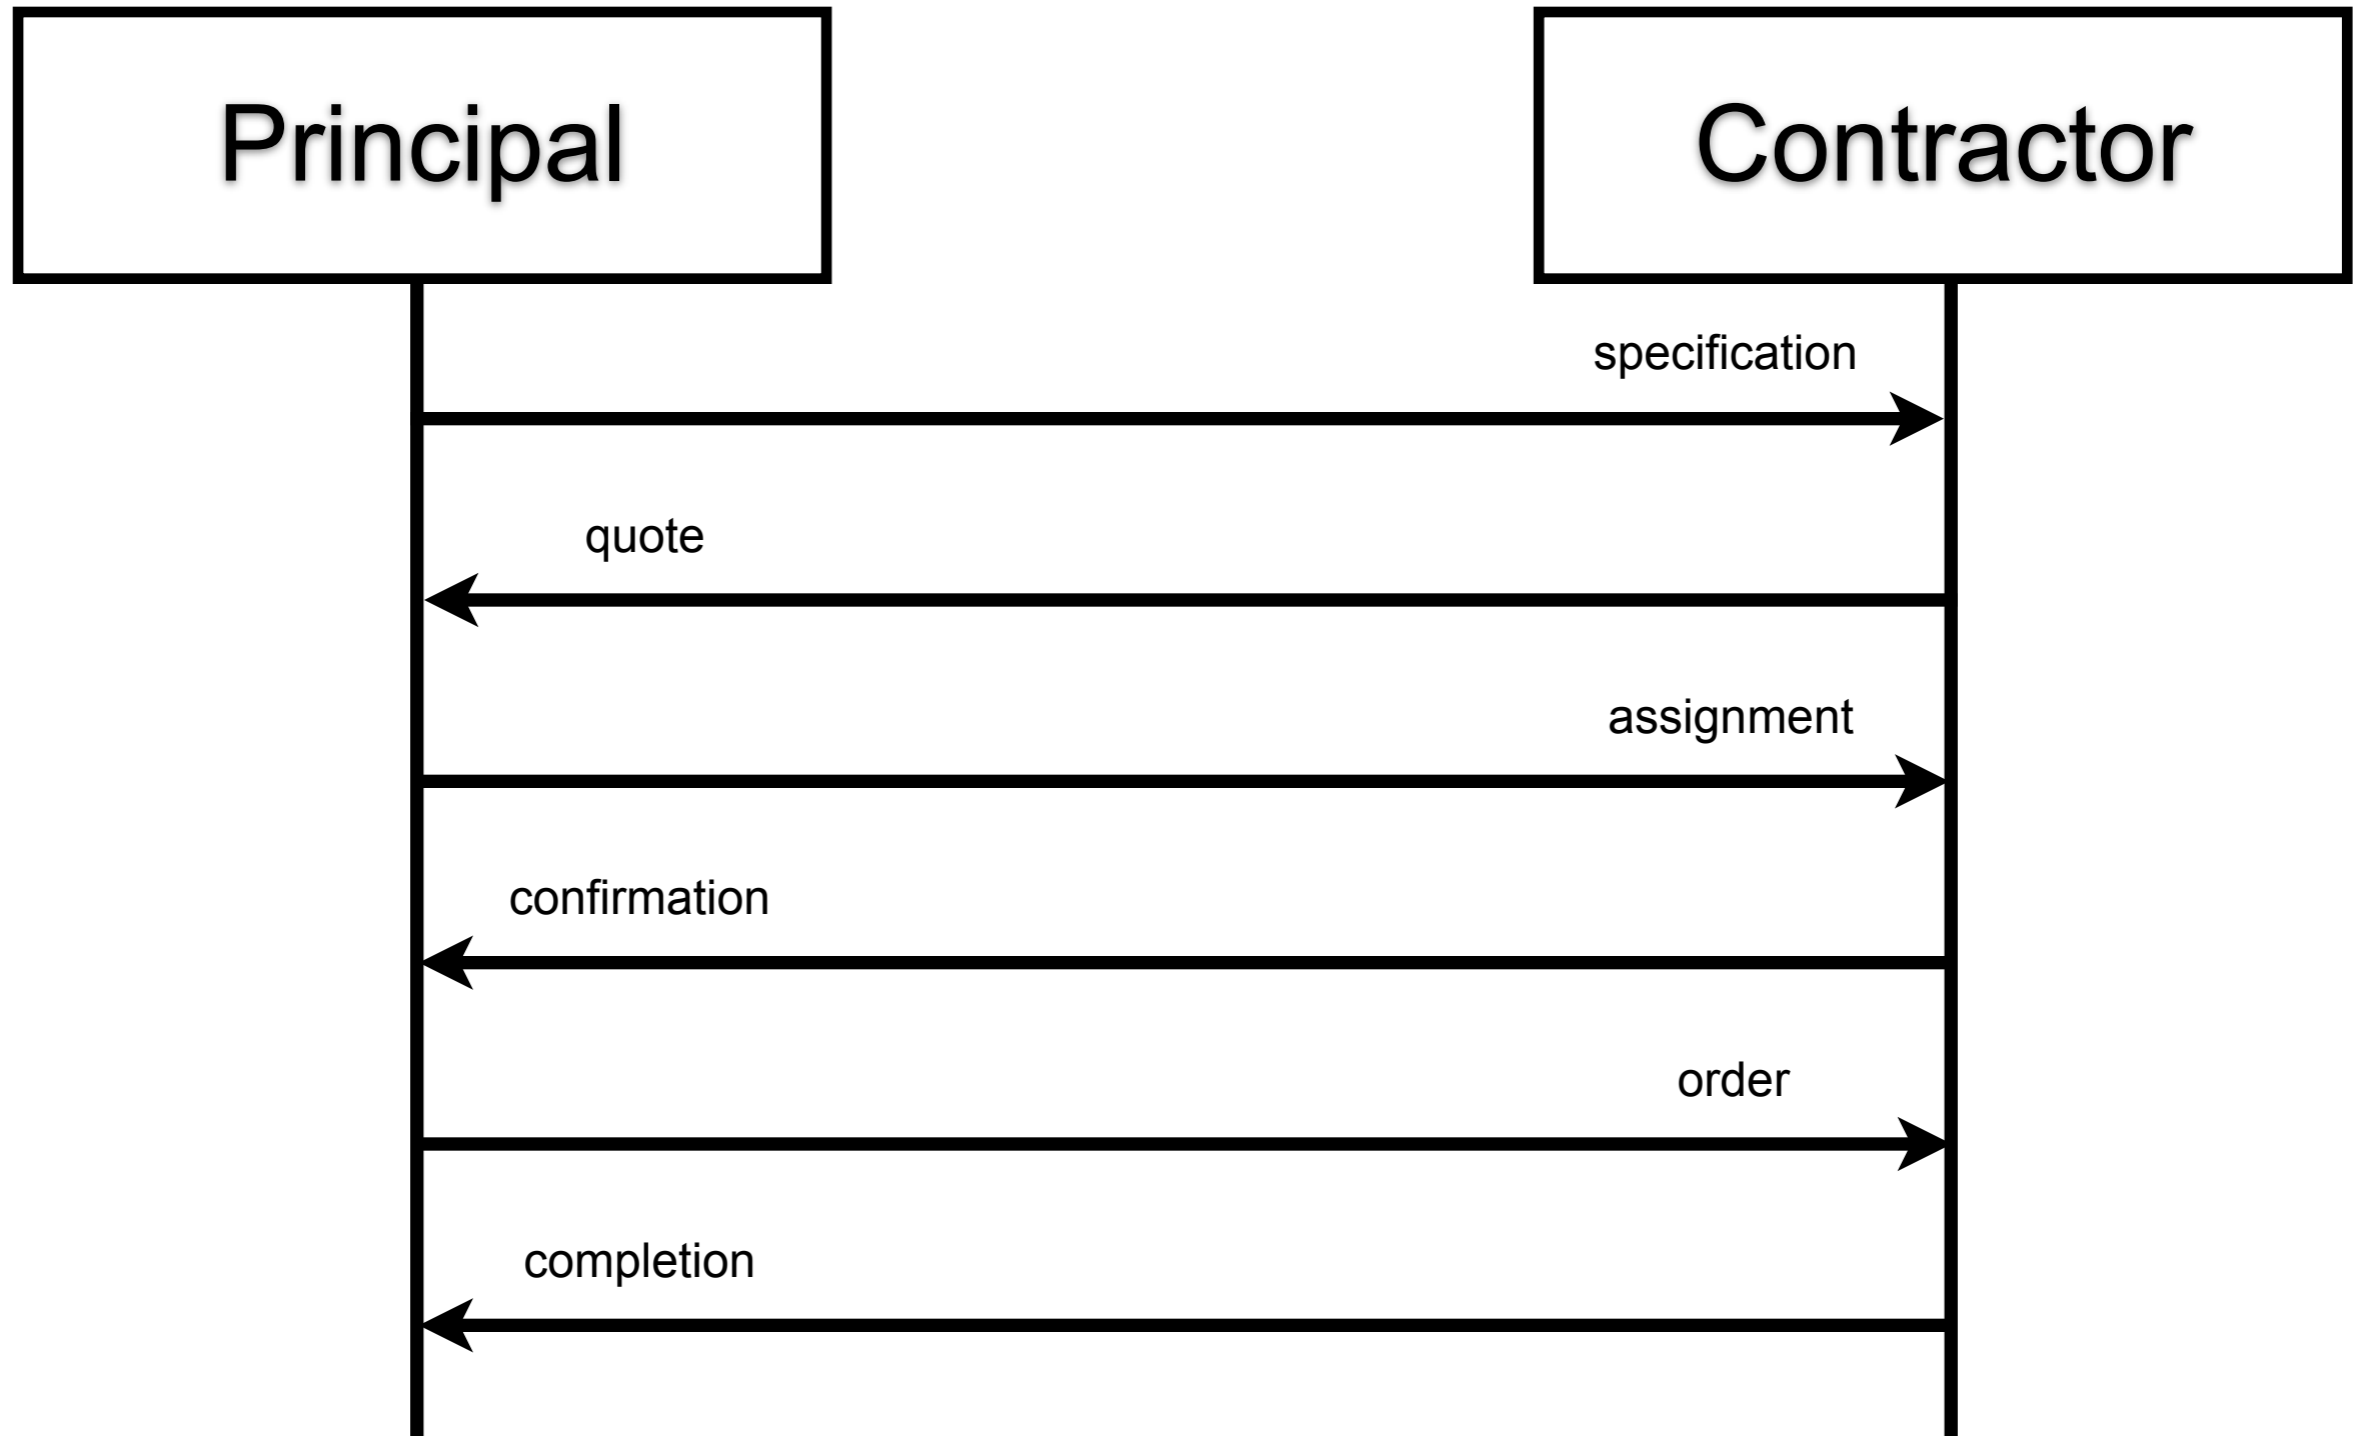 Principal
Contractor
specification
quote
assignment
confirmation
order
completion